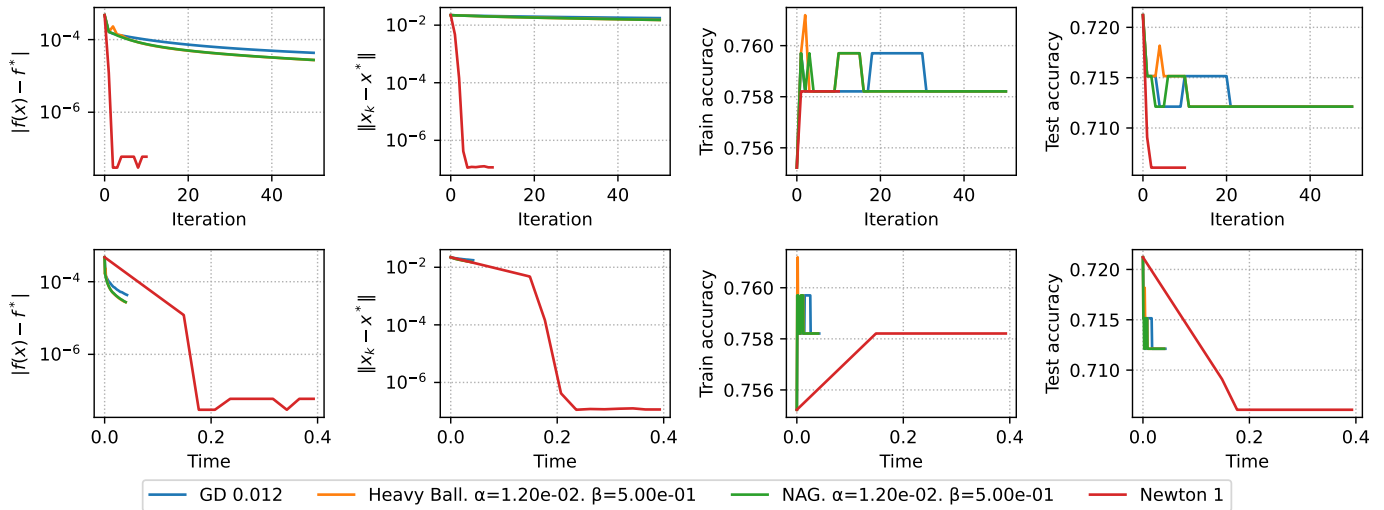 |f(x) − f*|
10⁻⁴
10⁻⁶
0 20 40
Iteration
‖x_k − x*‖
10⁻²
10⁻⁴
10⁻⁶
0 20 40
Iteration
Train accuracy
0.760
0.758
0.756
0 20 40
Iteration
Test accuracy
0.720
0.715
0.710
0 20 40
Iteration
|f(x) − f*|
10⁻⁴
10⁻⁶
0.0 0.2 0.4
Time
‖x_k − x*‖
10⁻²
10⁻⁴
10⁻⁶
0.0 0.2 0.4
Time
Train accuracy
0.760
0.758
0.756
0.0 0.2 0.4
Time
Test accuracy
0.720
0.715
0.710
0.0 0.2 0.4
Time
GD 0.012 Heavy Ball. α=1.20e-02. β=5.00e-01 NAG. α=1.20e-02. β=5.00e-01 Newton 1